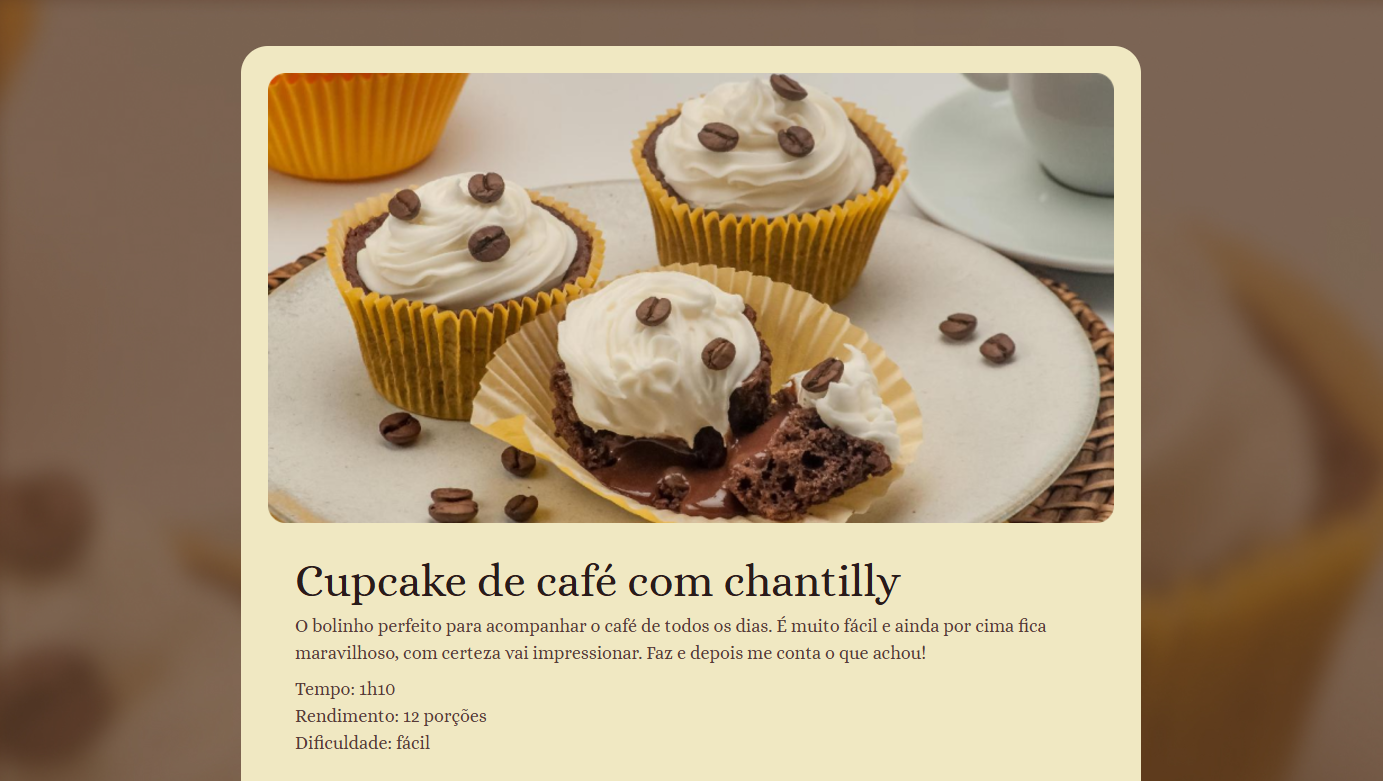 Cupcake de café com chantilly
O bolinho perfeito para acompanhar o café de todos os dias. É muito fácil e ainda por cima fica
maravilhoso, com certeza vai impressionar. Faz e depois me conta o que achou!
Tempo: 1h10
Rendimento: 12 porções
Dificuldade: fácil